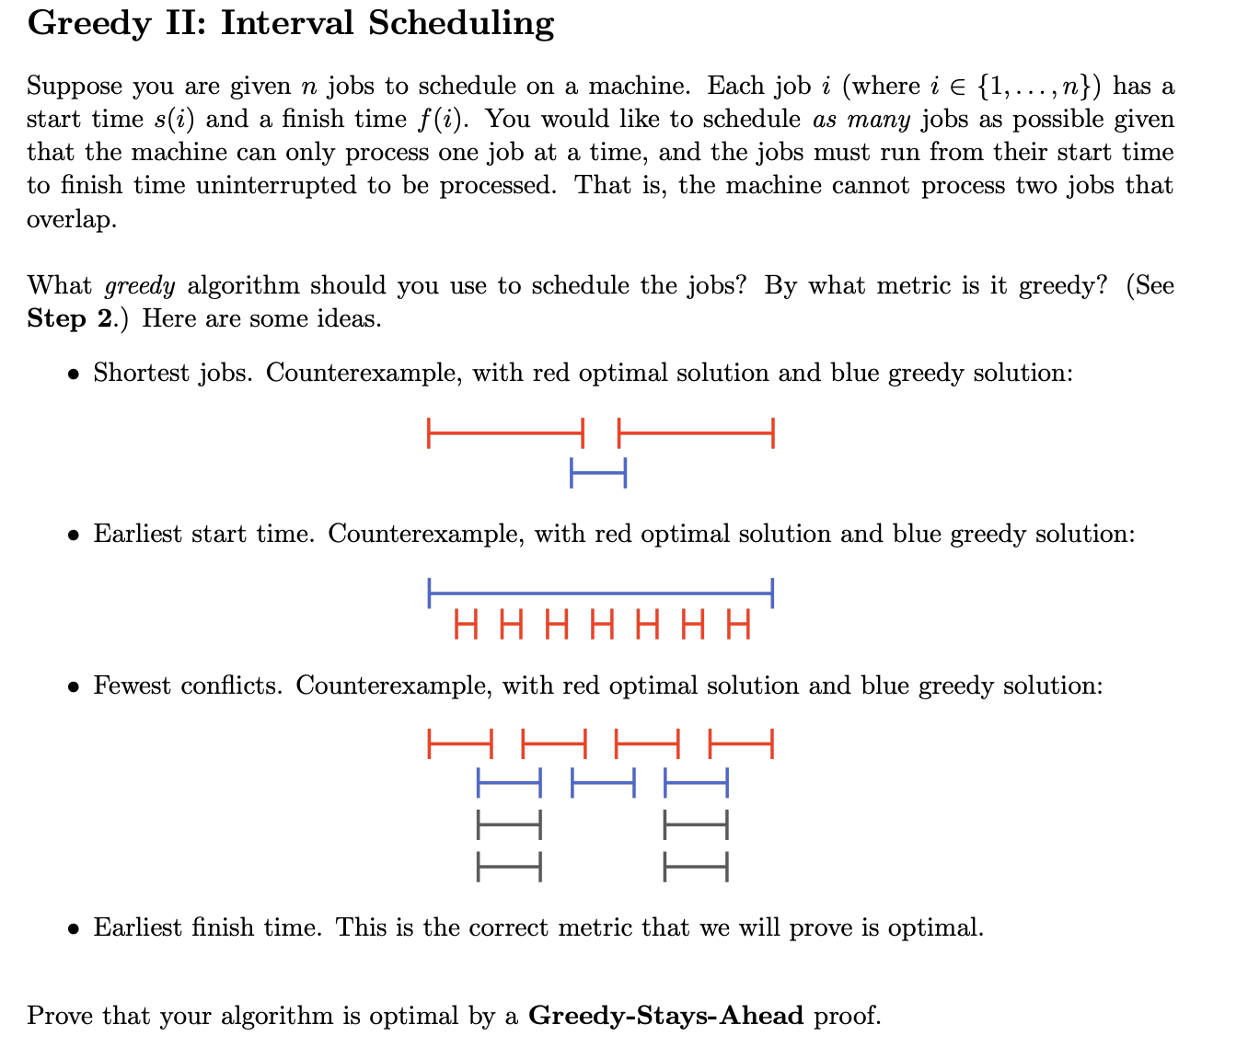 Greedy II: Interval Scheduling
Suppose you are given n jobs to schedule on a machine. Each job i (where i ∈ {1, . . . , n}) has a
start time s(i) and a finish time f(i). You would like to schedule as many jobs as possible given
that the machine can only process one job at a time, and the jobs must run from their start time
to finish time uninterrupted to be processed. That is, the machine cannot process two jobs that
overlap.
What greedy algorithm should you use to schedule the jobs? By what metric is it greedy? (See
Step 2.) Here are some ideas.
• Shortest jobs. Counterexample, with red optimal solution and blue greedy solution:
• Earliest start time. Counterexample, with red optimal solution and blue greedy solution:
• Fewest conflicts. Counterexample, with red optimal solution and blue greedy solution:
• Earliest finish time. This is the correct metric that we will prove is optimal.
Prove that your algorithm is optimal by a Greedy-Stays-Ahead proof.